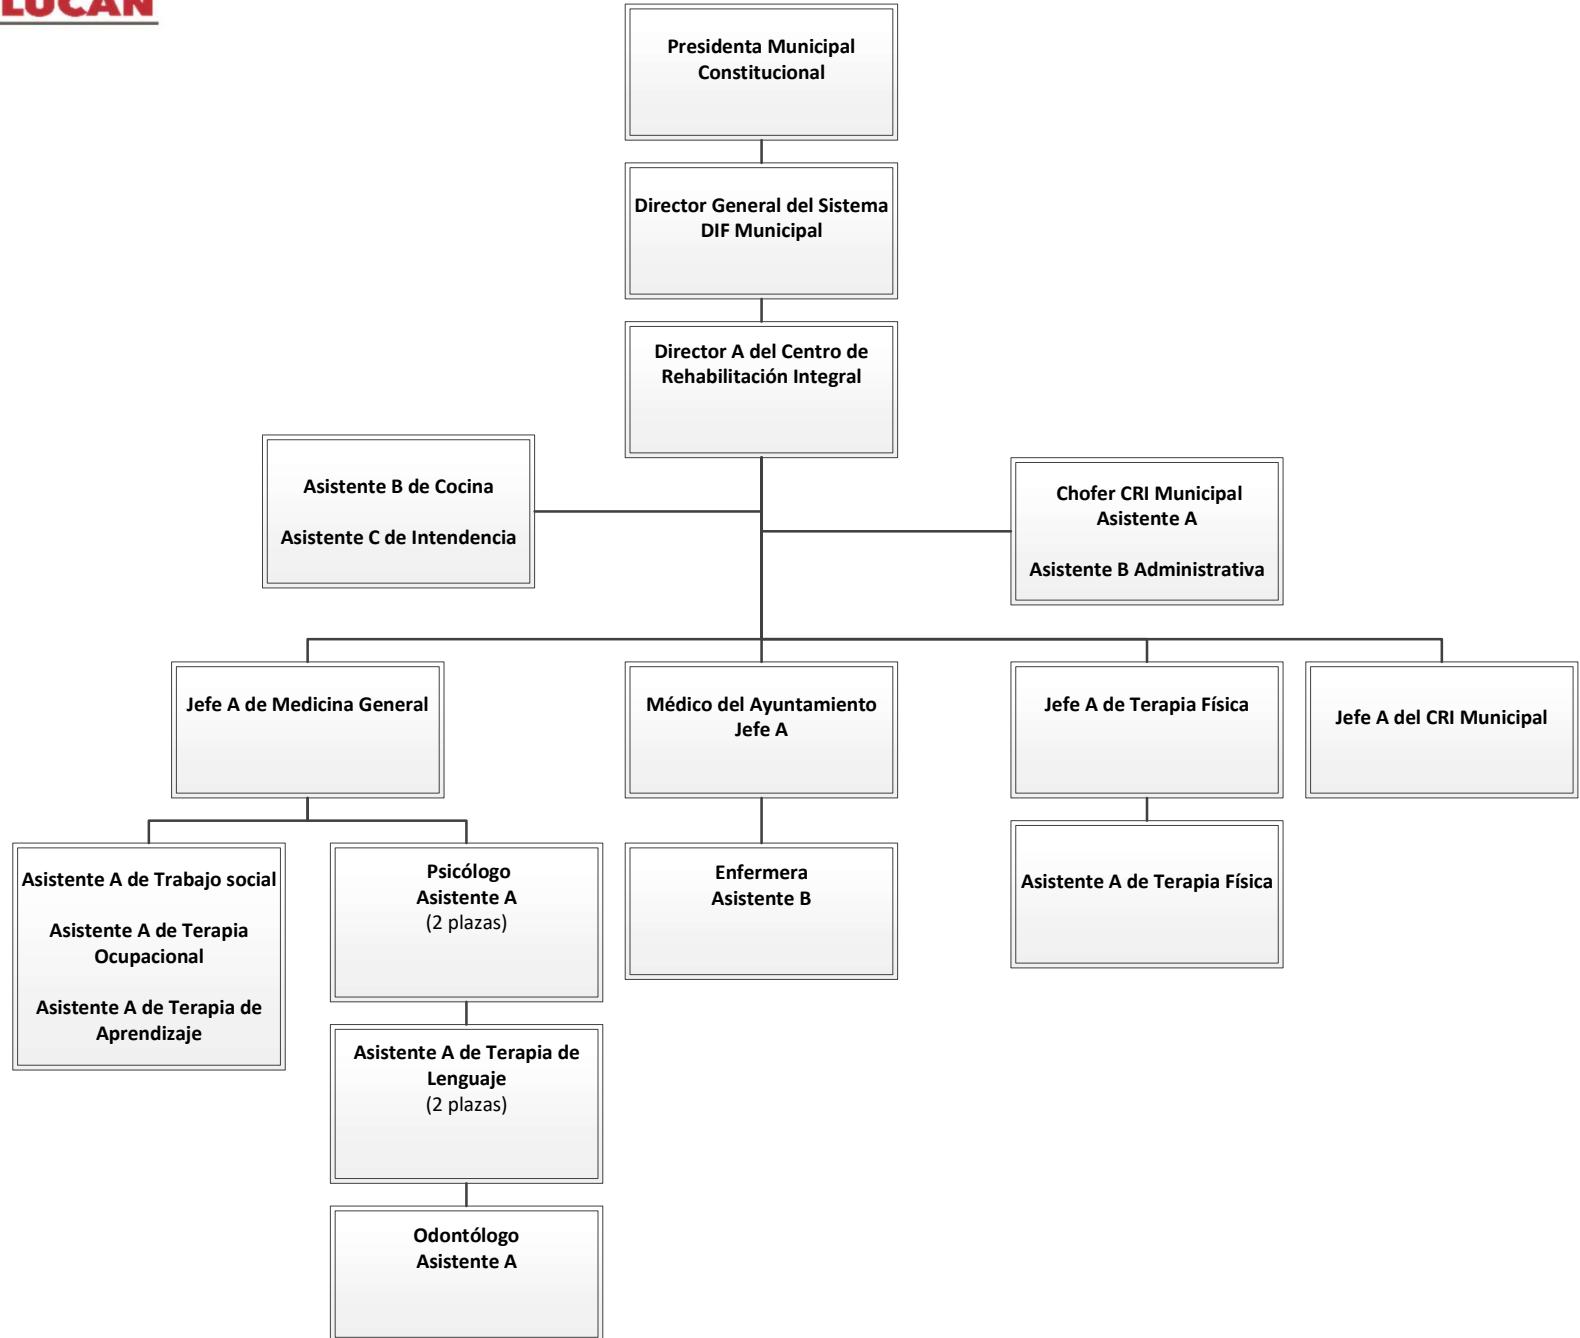 LUCAN
Presidenta Municipal
Constitucional
Director General del Sistema
DIF Municipal
Director A del Centro de
Rehabilitación Integral
Asistente B de Cocina
Asistente C de Intendencia
Chofer CRI Municipal
Asistente A
Asistente B Administrativa
Jefe A de Medicina General
Médico del Ayuntamiento
Jefe A
Jefe A de Terapia Física
Jefe A del CRI Municipal
Asistente A de Trabajo social
Asistente A de Terapia
Ocupacional
Asistente A de Terapia de
Aprendizaje
Psicólogo
Asistente A
(2 plazas)
Enfermera
Asistente B
Asistente A de Terapia Física
Asistente A de Terapia de
Lenguaje
(2 plazas)
Odontólogo
Asistente A